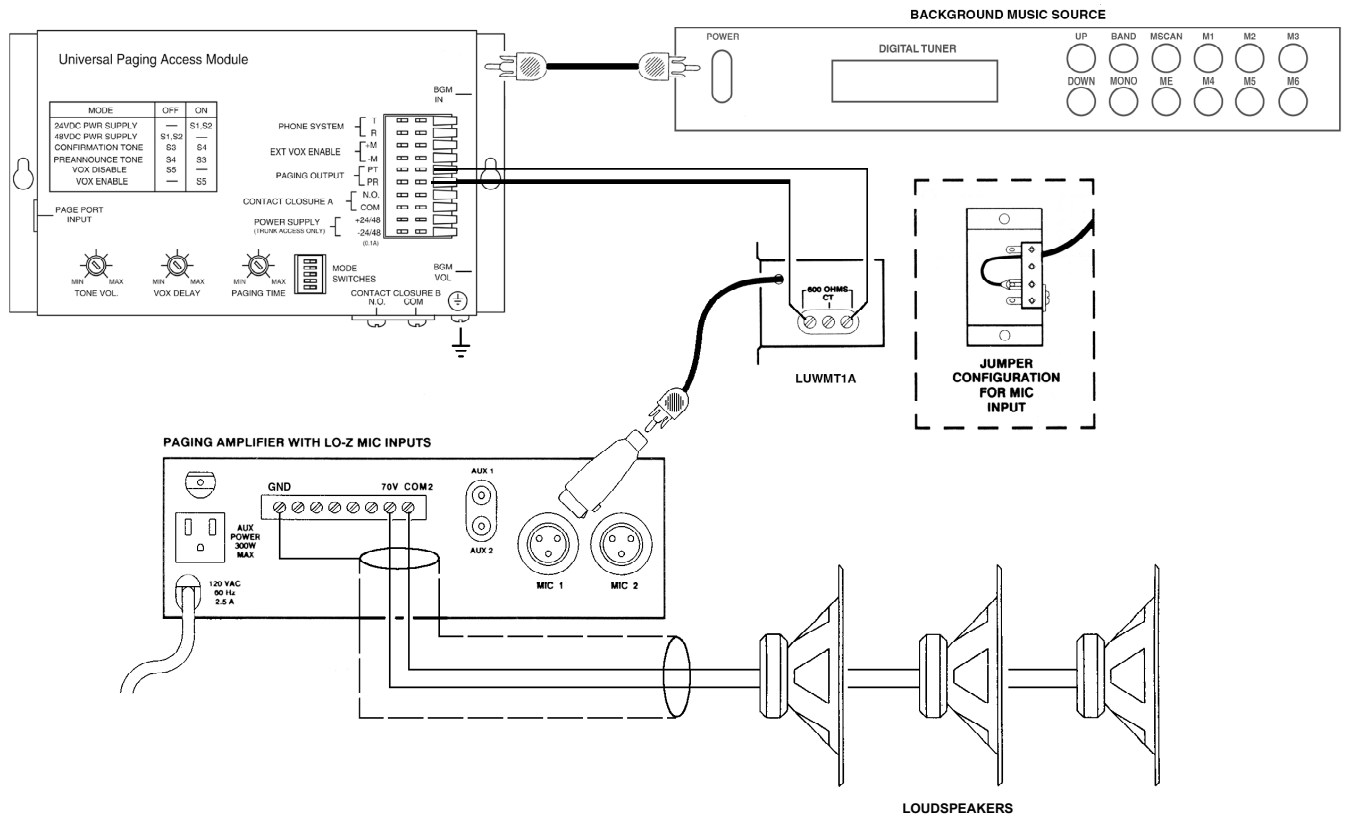 BACKGROUND MUSIC SOURCE
POWER
DIGITAL TUNER
UP BAND MSCAN M1 M2 M3
DOWN MONO ME M4 M5 M6
Universal Paging Access Module
MODE OFF ON
24VDC PWR SUPPLY — S1,S2
48VDC PWR SUPPLY S1,S2 —
CONFIRMATION TONE S3 S4
PREANNOUNCE TONE S4 S3
VOX DISABLE S5 —
VOX ENABLE — S5
BGM
IN
PHONE SYSTEM
T
R
EXT VOX ENABLE
+M
-M
PAGING OUTPUT
PT
PR
CONTACT CLOSURE A
N.O.
COM
POWER SUPPLY
(TRUNK ACCESS ONLY)
+24/48
-24/48
(0.1A)
PAGE PORT
INPUT
MIN MAX
TONE VOL.
MIN MAX
VOX DELAY
MIN MAX
PAGING TIME
MODE
SWITCHES
BGM
VOL
CONTACT CLOSURE B
N.O. COM
600 OHMS
CT
LUWMT1A
JUMPER
CONFIGURATION
FOR MIC
INPUT
PAGING AMPLIFIER WITH LO-Z MIC INPUTS
GND
70V COM2
AUX 1
AUX 2
AUX
POWER
300W
MAX
120 VAC
60 Hz
2.5 A
MIC 1
MIC 2
LOUDSPEAKERS